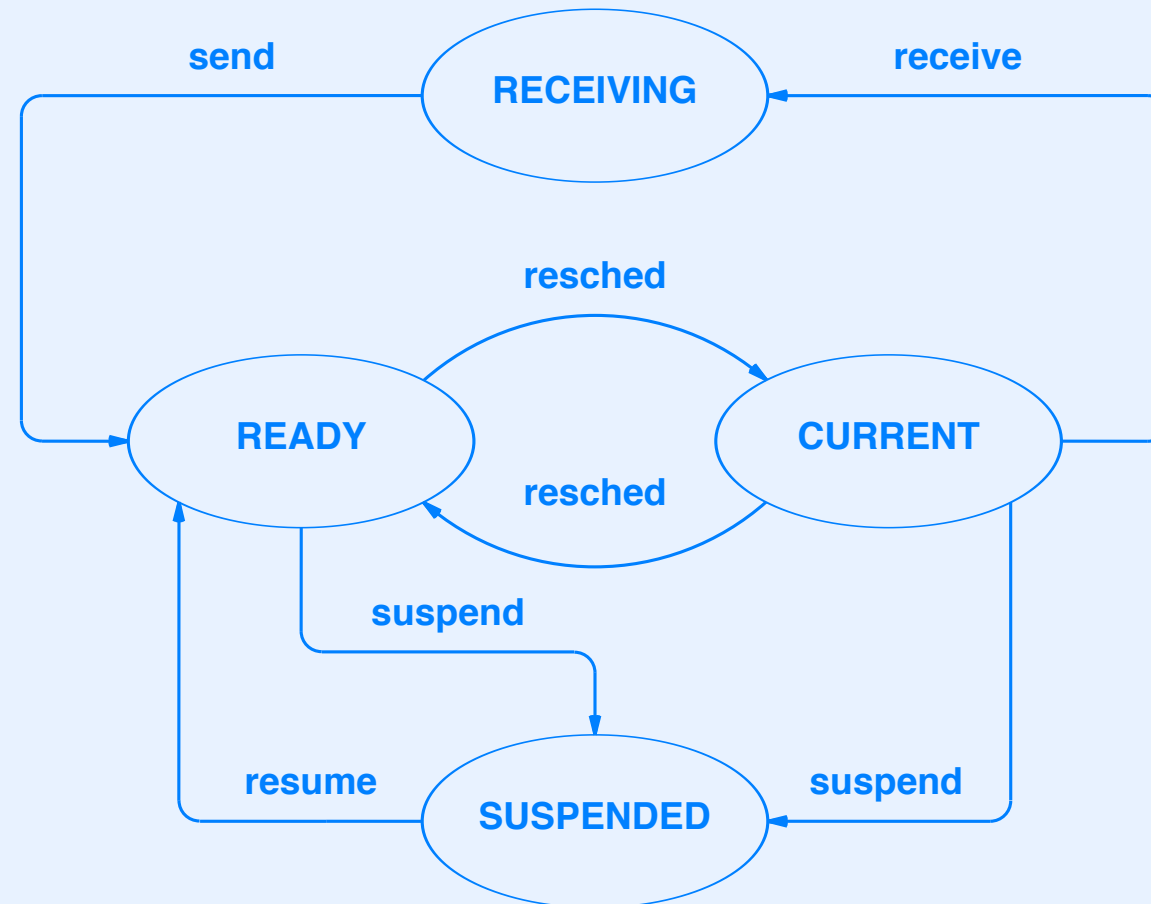 send
receive
RECEIVING
resched
READY
CURRENT
resched
suspend
resume
suspend
SUSPENDED